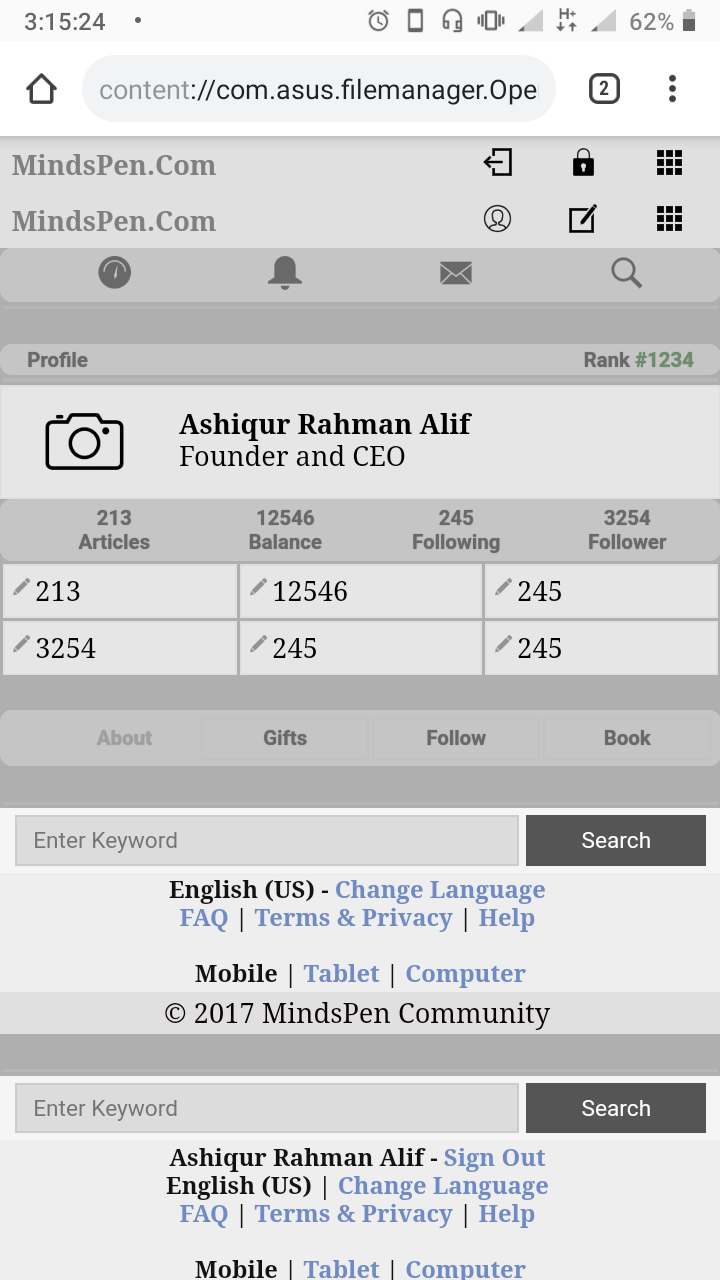 3:15:24 • H+ 62%
content://com.asus.filemanager.Ope
2
MindsPen.Com
MindsPen.Com
Profile Rank #1234
Ashiqur Rahman Alif
Founder and CEO
213 12546 245 3254
Articles Balance Following Follower
213 12546 245
3254 245 245
About Gifts Follow Book
Enter Keyword Search
English (US) - Change Language
FAQ | Terms & Privacy | Help
Mobile | Tablet | Computer
© 2017 MindsPen Community
Enter Keyword Search
Ashiqur Rahman Alif - Sign Out
English (US) | Change Language
FAQ | Terms & Privacy | Help
Mobile | Tablet | Computer